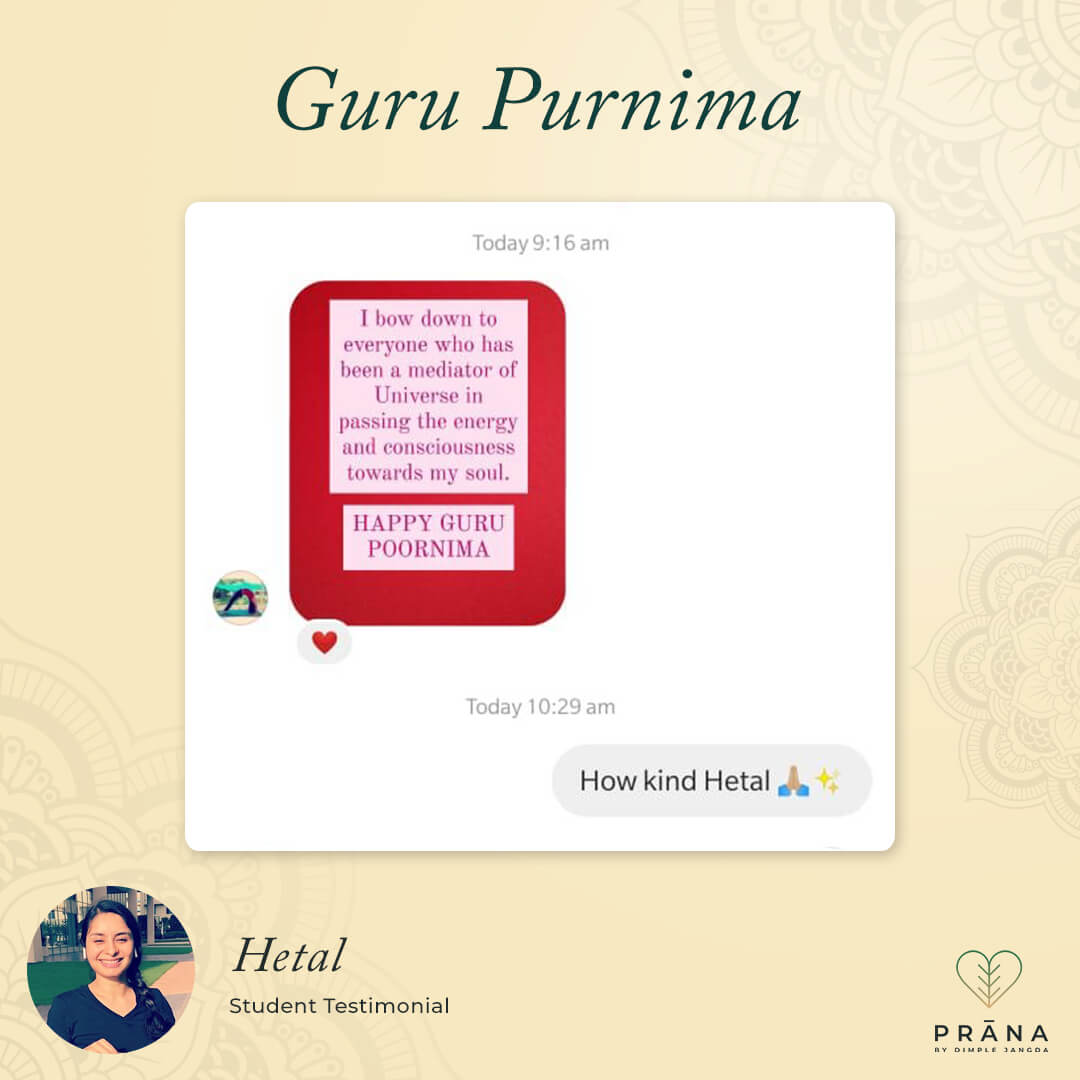 Guru Purnima
Today 9:16 am
I bow down to
everyone who has
been a mediator of
Universe in
passing the energy
and consciousness
towards my soul.
HAPPY GURU
POORNIMA
Today 10:29 am
How kind Hetal 🙏🏽✨
Hetal
Student Testimonial
PRĀNA
BY DIMPLE JANGDA